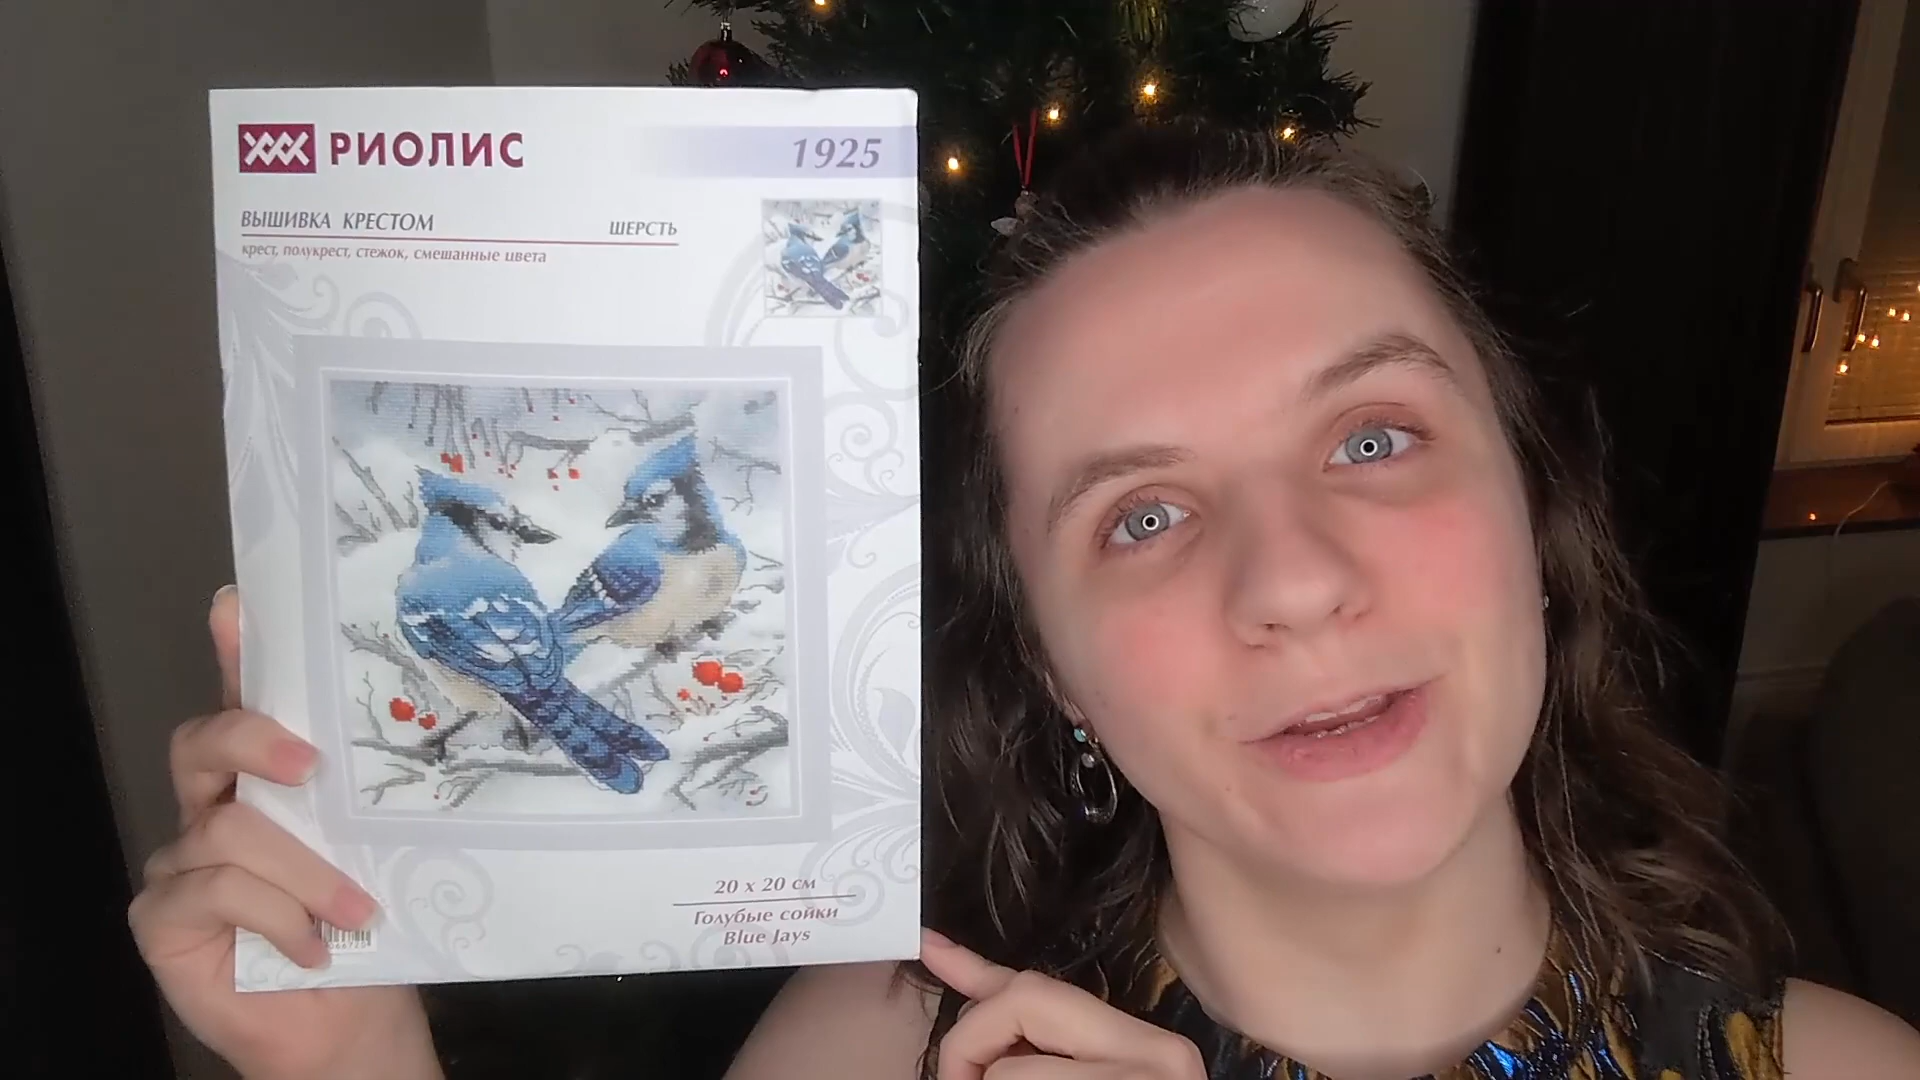 РИОЛИС
1925
ВЫШИВКА КРЕСТОМ
ШЕРСТЬ
крест, полукрест, стежок, смешанные цвета
20 x 20 см
Голубые сойки
Blue Jays